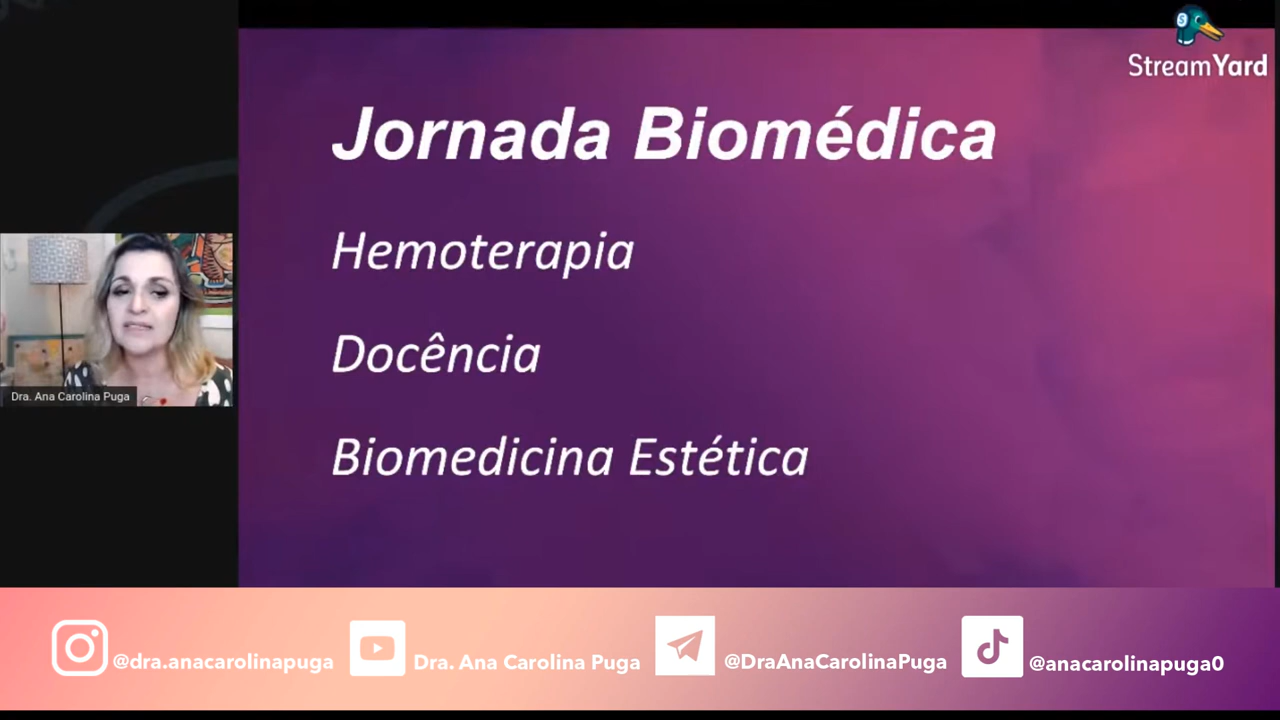 StreamYard
Jornada Biomédica
Hemoterapia
Docência
Biomedicina Estética
Dra. Ana Carolina Puga
@dra.anacarolinapuga
Dra. Ana Carolina Puga
@DraAnaCarolinaPuga
@anacarolinapuga0